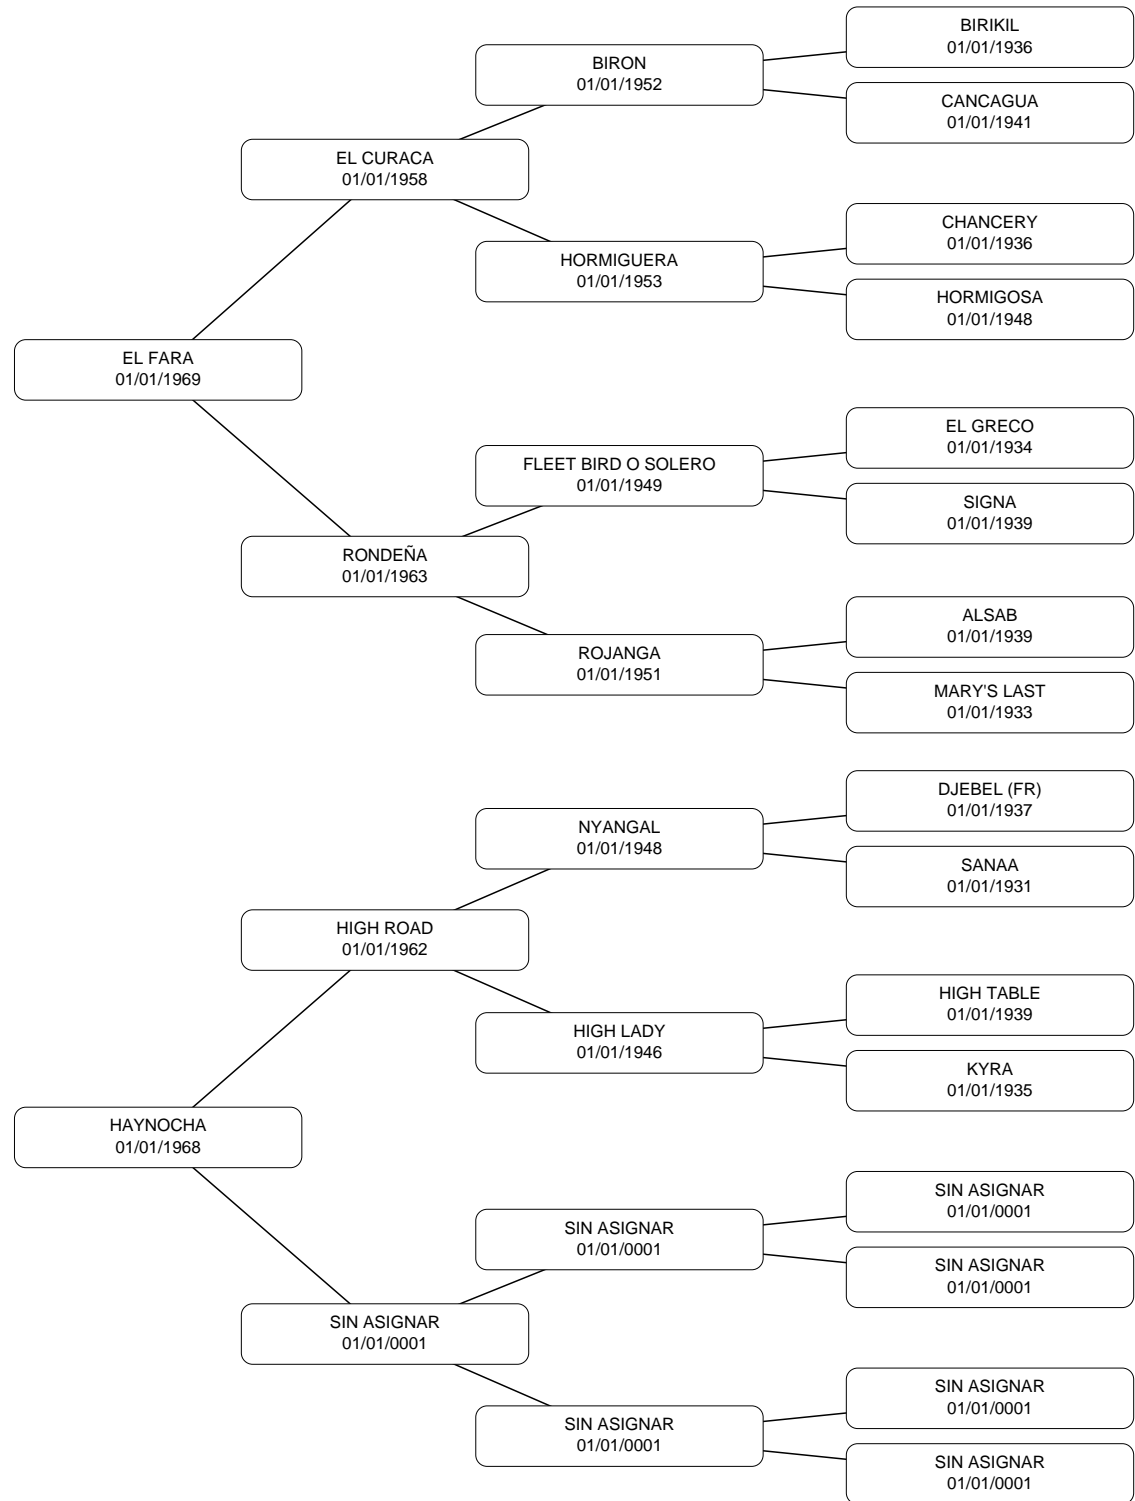 BIRIKIL
01/01/1936
BIRON
01/01/1952
CANCAGUA
01/01/1941
EL CURACA
01/01/1958
CHANCERY
01/01/1936
HORMIGUERA
01/01/1953
HORMIGOSA
01/01/1948
EL FARA
01/01/1969
EL GRECO
01/01/1934
FLEET BIRD O SOLERO
01/01/1949
SIGNA
01/01/1939
RONDEÑA
01/01/1963
ALSAB
01/01/1939
ROJANGA
01/01/1951
MARY'S LAST
01/01/1933
DJEBEL (FR)
01/01/1937
NYANGAL
01/01/1948
SANAA
01/01/1931
HIGH ROAD
01/01/1962
HIGH TABLE
01/01/1939
HIGH LADY
01/01/1946
KYRA
01/01/1935
HAYNOCHA
01/01/1968
SIN ASIGNAR
01/01/0001
SIN ASIGNAR
01/01/0001
SIN ASIGNAR
01/01/0001
SIN ASIGNAR
01/01/0001
SIN ASIGNAR
01/01/0001
SIN ASIGNAR
01/01/0001
SIN ASIGNAR
01/01/0001